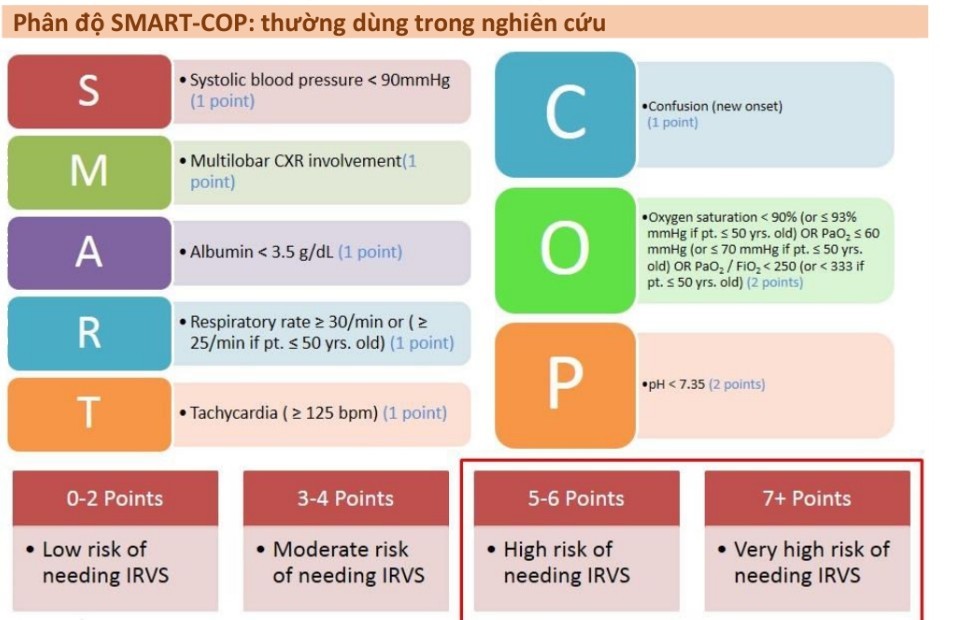 Phân độ SMART-COP: thường dùng trong nghiên cứu
S
• Systolic blood pressure < 90mmHg
(1 point)
M
• Multilobar CXR involvement(1
point)
A
• Albumin < 3.5 g/dL (1 point)
R
• Respiratory rate ≥ 30/min or ( ≥
25/min if pt. ≤ 50 yrs. old) (1 point)
T
• Tachycardia ( ≥ 125 bpm) (1 point)
C
•Confusion (new onset)
(1 point)
O
•Oxygen saturation < 90% (or ≤ 93%
mmHg if pt. ≤ 50 yrs. old) OR PaO₂ ≤ 60
mmHg (or ≤ 70 mmHg if pt. ≤ 50 yrs.
old) OR PaO₂ / FiO₂ < 250 (or < 333 if
pt. ≤ 50 yrs. old) (2 points)
P
•pH < 7.35 (2 points)
0-2 Points
• Low risk of
needing IRVS
3-4 Points
• Moderate risk
of needing IRVS
5-6 Points
• High risk of
needing IRVS
7+ Points
• Very high risk of
needing IRVS